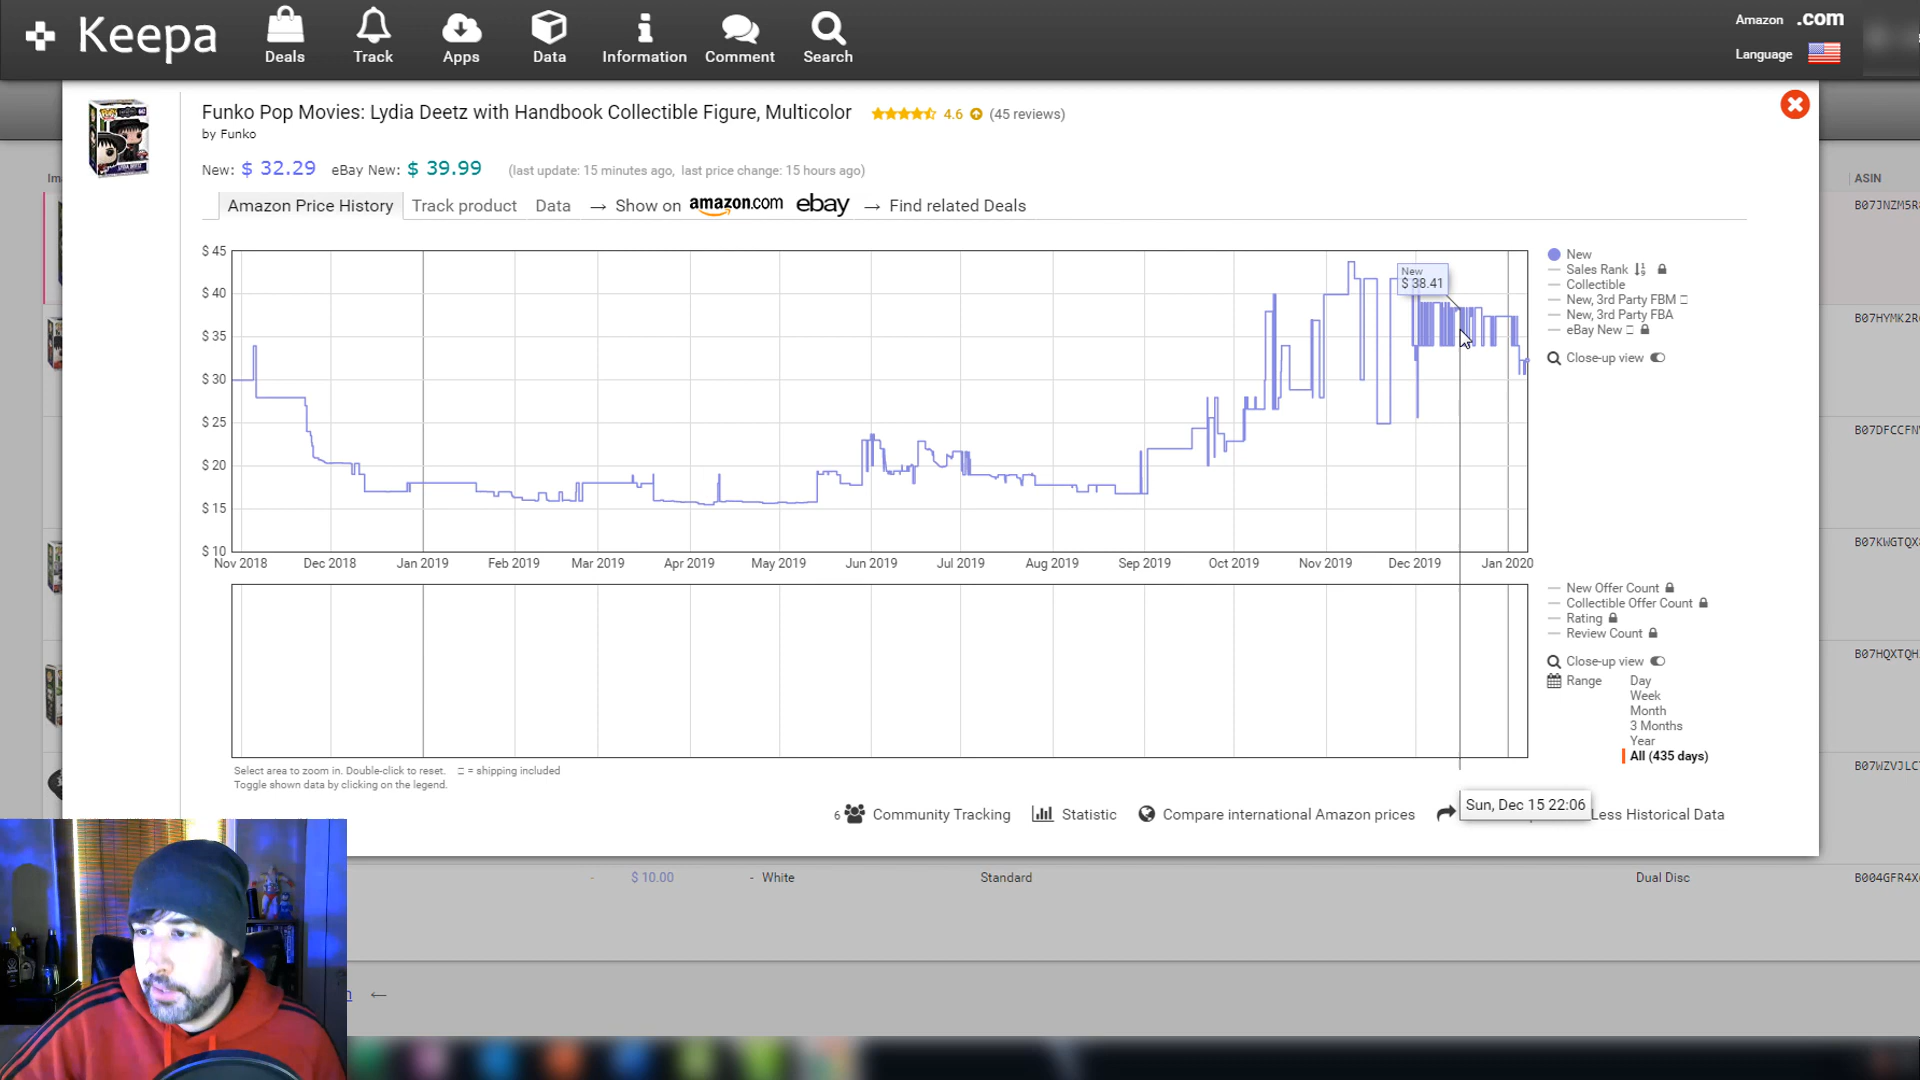 Keepa
Deals
Track
Apps
Data
Information
Comment
Search
Amazon .com
Language
Funko Pop Movies: Lydia Deetz with Handbook Collectible Figure, Multicolor 4.6 (45 reviews)
by Funko
New: $ 32.29 eBay New: $ 39.99 (last update: 15 minutes ago, last price change: 15 hours ago)
Amazon Price History Track product Data → Show on amazon.com ebay → Find related Deals
Im
ASIN
$ 45
$ 40
$ 35
$ 30
$ 25
$ 20
$ 15
$ 10
New
$ 38.41
Nov 2018 Dec 2018 Jan 2019 Feb 2019 Mar 2019 Apr 2019 May 2019 Jun 2019 Jul 2019 Aug 2019 Sep 2019 Oct 2019 Nov 2019 Dec 2019 Jan 2020
New
Sales Rank
Collectible
New, 3rd Party FBM
New, 3rd Party FBA
eBay New
Close-up view
New Offer Count
Collectible Offer Count
Rating
Review Count
Close-up view
Range
Day
Week
Month
3 Months
Year
All (435 days)
B07JNZM5R
B07HYMK2R
B07DFCCFN
B07KWGTQX
B07HQXTQH
B07WZVJLC
Select area to zoom in. Double-click to reset. = shipping included
Toggle shown data by clicking on the legend.
6 Community Tracking Statistic Compare international Amazon prices
Sun, Dec 15 22:06
Less Historical Data
- $ 10.00 - White Standard Dual Disc B004GFR4X
←